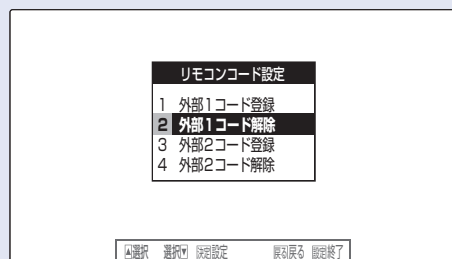 リモコンコード設定
1 外部1コード登録
2 外部1コード解除
3 外部2コード登録
4 外部2コード解除
▲選択 選択▼ 決定設定 戻る戻る 設定終了